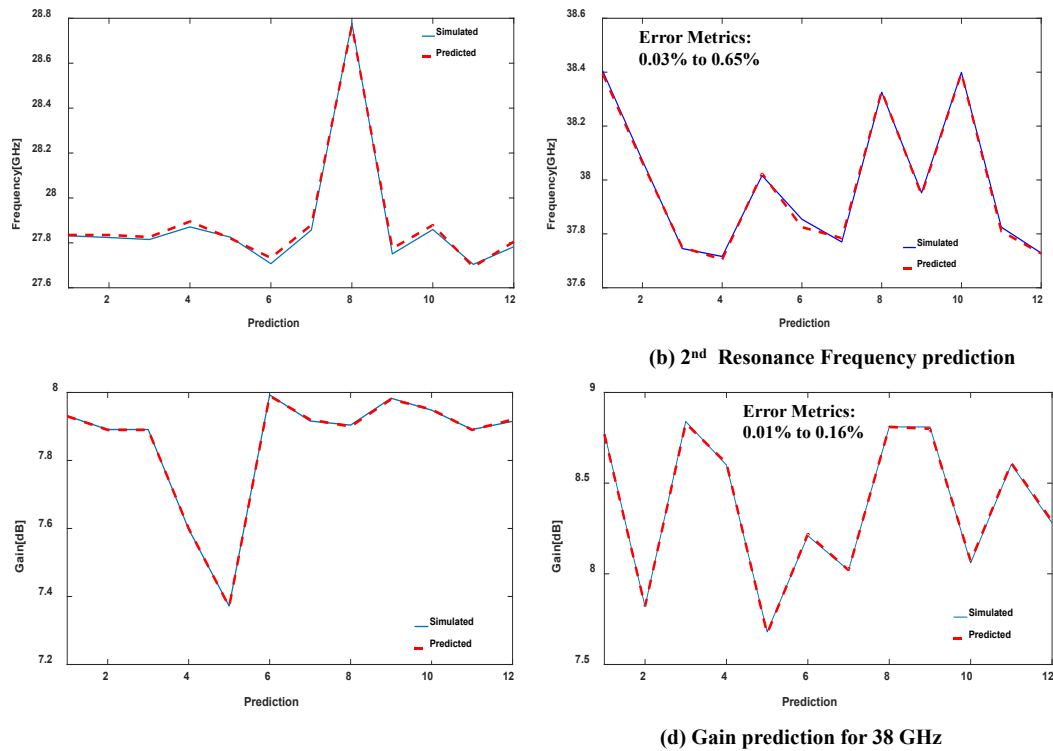 28.8
28.6
28.4
28.2
28
27.8
27.6
Frequency[GHz]
Simulated
Predicted
2
4
6
8
10
12
Prediction
38.6
38.4
38.2
38
37.8
37.6
Frequency[GHz]
Error Metrics:
0.03% to 0.65%
Simulated
Predicted
2
4
6
8
10
12
Prediction
(b) 2nd Resonance Frequency prediction
8
7.8
7.6
7.4
7.2
Gain[dB]
Simulated
Predicted
2
4
6
8
10
12
Prediction
9
8.5
8
7.5
Gain[dB]
Error Metrics:
0.01% to 0.16%
Simulated
Predicted
2
4
6
8
10
12
Prediction
(d) Gain prediction for 38 GHz